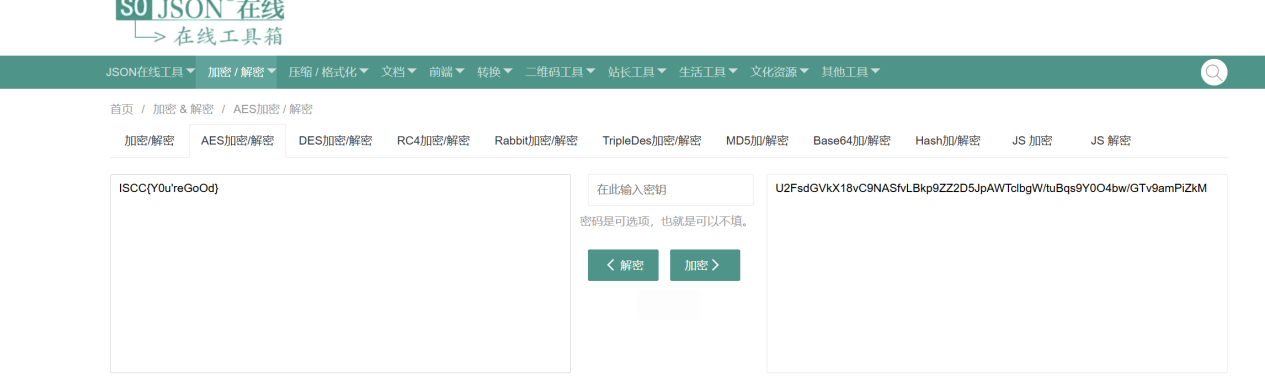 SO JSON 在线
在线工具箱
JSON在线工具 加密 / 解密 压缩 / 格式化 文档 前端 转换 二维码工具 站长工具 生活工具 文化资源 其他工具
首页 / 加密 & 解密 / AES加密 / 解密
加密/解密 AES加密/解密 DES加密/解密 RC4加密/解密 Rabbit加密/解密 TripleDes加密/解密 MD5加/解密 Base64加/解密 Hash加/解密 JS 加密 JS 解密
ISCC{Y0u'reGoOd} 在此输入密钥 U2FsdGVkX18vC9NASfvLBkp9ZZ2D5JpAWTclbgW/tuBqs9Y0O4bw/GTv9amPiZkM
密码是可选项，也就是可以不填。
解密 加密